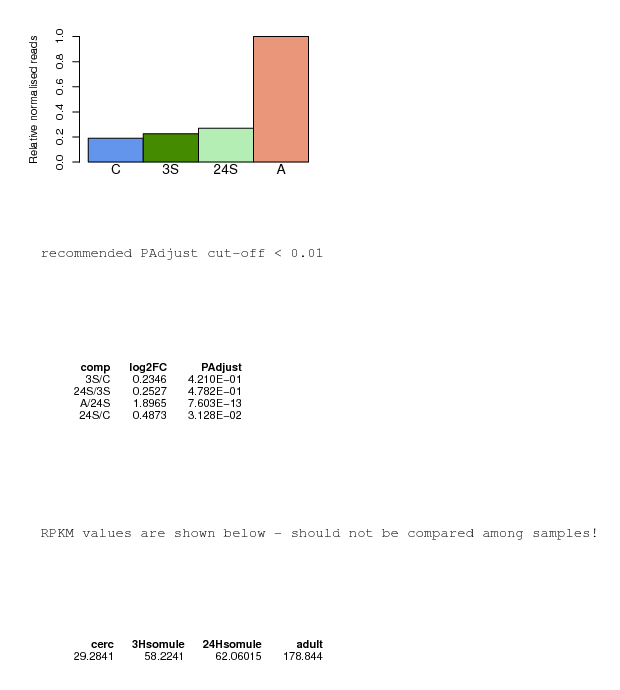 Relative normalised reads
1.0
0.8
0.6
0.4
0.2
0.0
C 3S 24S A
recommended PAdjust cut-off < 0.01
comp log2FC PAdjust
3S/C 0.2346 4.210E-01
24S/3S 0.2527 4.782E-01
A/24S 1.8965 7.603E-13
24S/C 0.4873 3.128E-02
RPKM values are shown below - should not be compared among samples!
cerc 3Hsomule 24Hsomule adult
29.2841 58.2241 62.06015 178.844